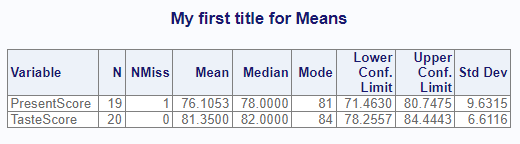 My first title for Means
Variable N NMiss Mean Median Mode Lower Conf. Limit Upper Conf. Limit Std Dev
PresentScore 19 1 76.1053 78.0000 81 71.4630 80.7475 9.6315
TasteScore 20 0 81.3500 82.0000 84 78.2557 84.4443 6.6116